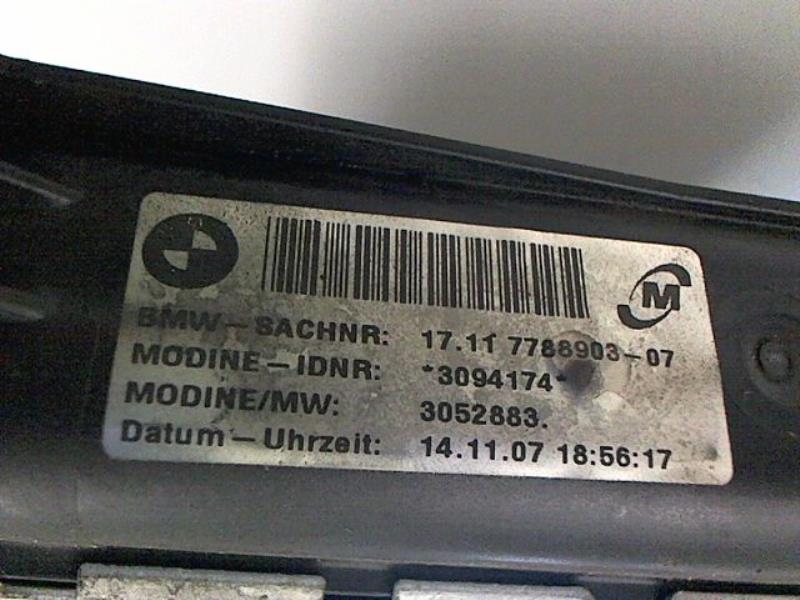 M
BMW-SACHNR: 17.11 7788903-07
MODINE-IDNR: *3094174*
MODINE/MW: 3052883.
Datum-Uhrzeit: 14.11.07 18:56:17